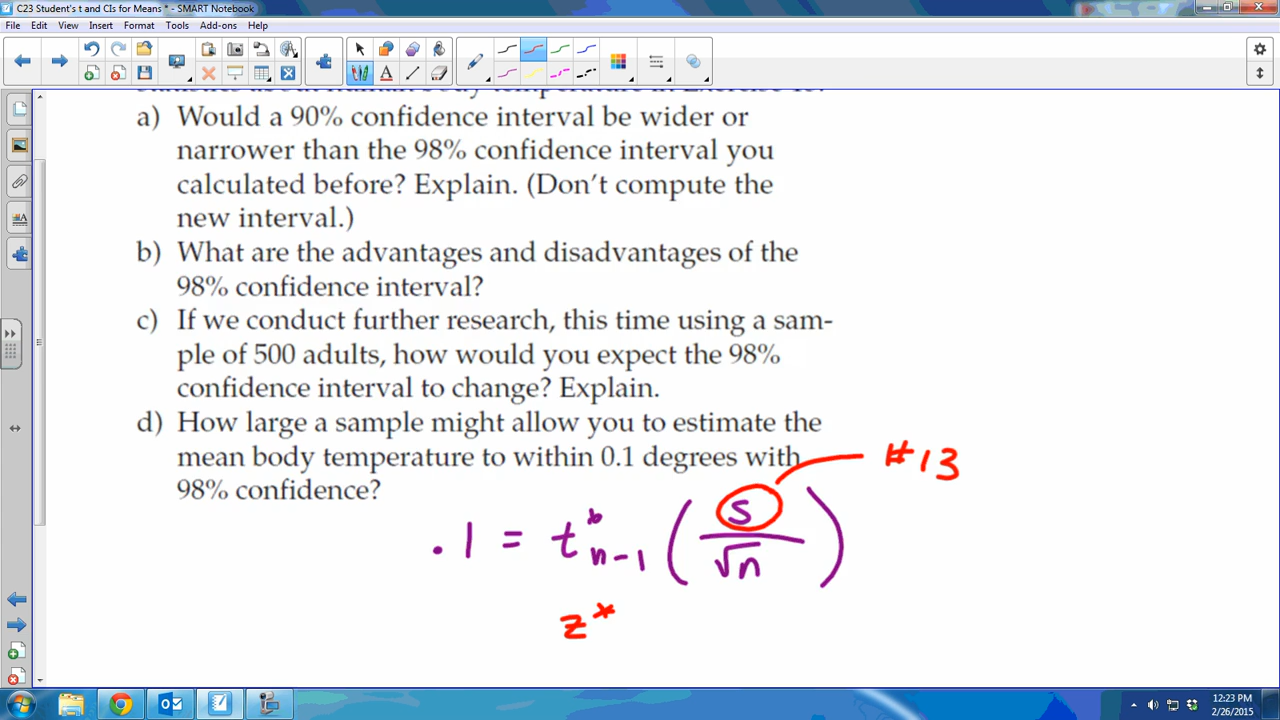 C23 Student's t and CIs for Means * - SMART Notebook
File Edit View Insert Format Tools Add-ons Help
a) Would a 90% confidence interval be wider or
narrower than the 98% confidence interval you
calculated before? Explain. (Don't compute the
new interval.)
b) What are the advantages and disadvantages of the
98% confidence interval?
c) If we conduct further research, this time using a sam-
ple of 500 adults, how would you expect the 98%
confidence interval to change? Explain.
d) How large a sample might allow you to estimate the
mean body temperature to within 0.1 degrees with
98% confidence?
#13
.1 = t*n-1 (s/√n)
z*
12:23 PM
2/26/2015